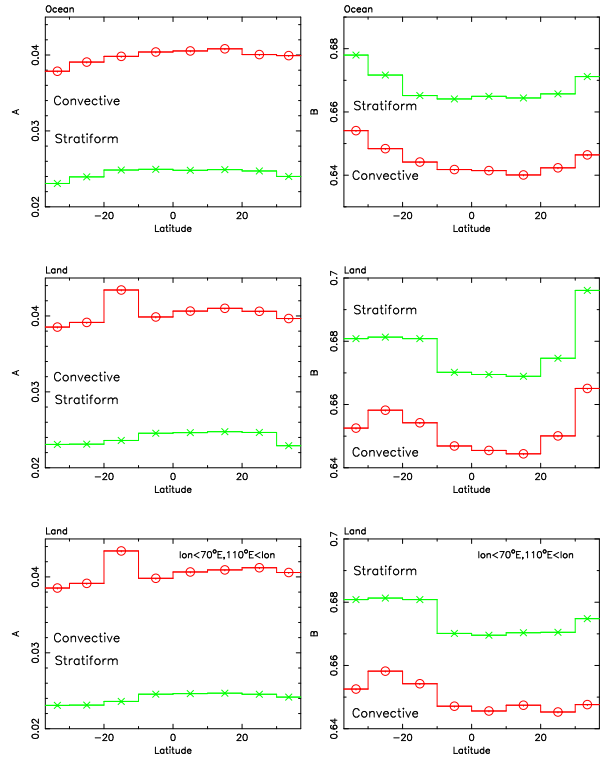 Ocean
A
0.02
0.03
0.04
Convective
Stratiform
−20
0
20
Latitude
Ocean
B
0.64
0.66
0.68
Stratiform
Convective
−20
0
20
Latitude
Land
A
0.02
0.03
0.04
Convective
Stratiform
−20
0
20
Latitude
Land
B
0.64
0.66
0.68
0.7
Stratiform
Convective
−20
0
20
Latitude
Land
A
0.02
0.03
0.04
lon<70°E,110°E<lon
Convective
Stratiform
−20
0
20
Latitude
Land
B
0.64
0.66
0.68
0.7
lon<70°E,110°E<lon
Stratiform
Convective
−20
0
20
Latitude